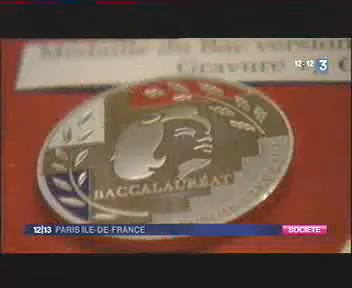 Médaille du Bac version
Gravure
12:12 3
BACCALAURÉAT
12/13 PARIS ILE-DE-FRANCE
SOCIETE